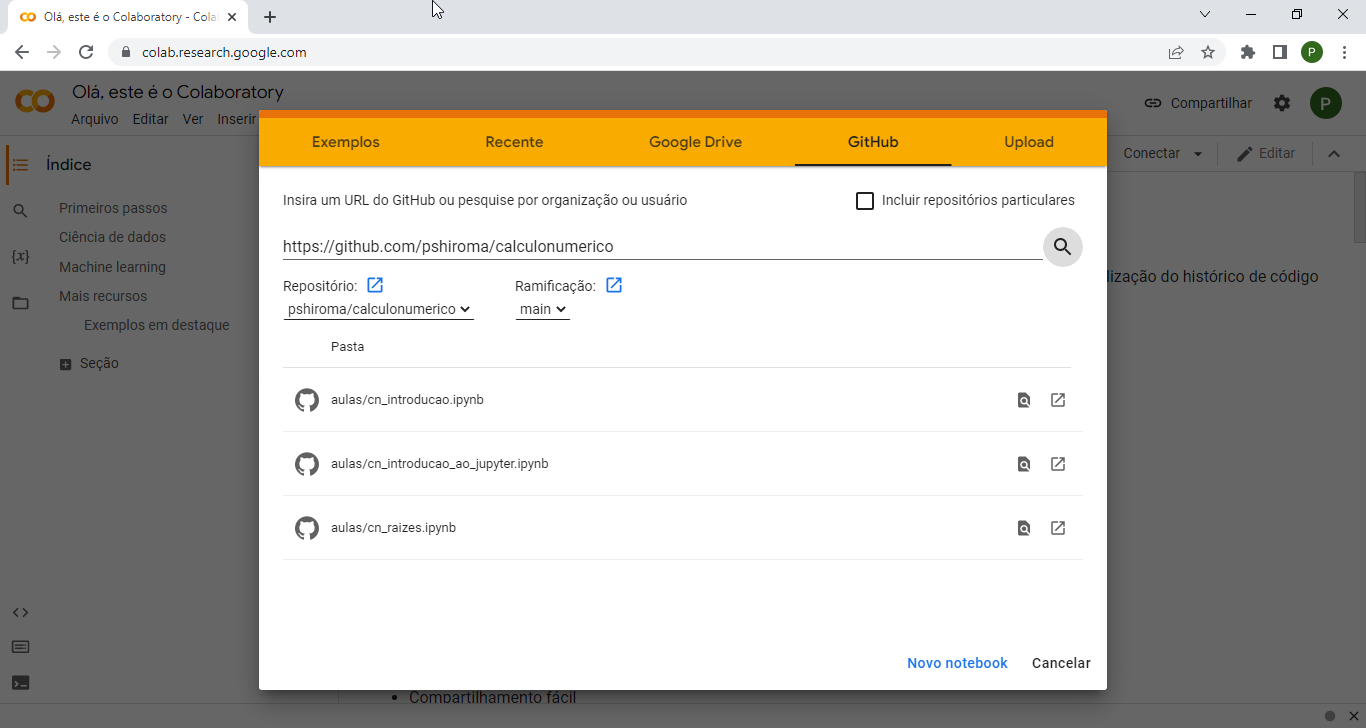 Olá, este é o Colaboratory - Cola
colab.research.google.com
P
Olá, este é o Colaboratory
Arquivo Editar Ver Inserir
Compartilhar
P
Exemplos Recente Google Drive GitHub Upload
Conectar
Editar
Índice
Primeiros passos
Ciência de dados
Machine learning
Mais recursos
Exemplos em destaque
Seção
{x}
Insira um URL do GitHub ou pesquise por organização ou usuário
Incluir repositórios particulares
https://github.com/pshiroma/calculonumerico
Repositório: Ramificação:
pshiroma/calculonumerico main
Pasta
aulas/cn_introducao.ipynb
aulas/cn_introducao_ao_jupyter.ipynb
aulas/cn_raizes.ipynb
Novo notebook Cancelar
lização do histórico de código
• Compartilhamento fácil